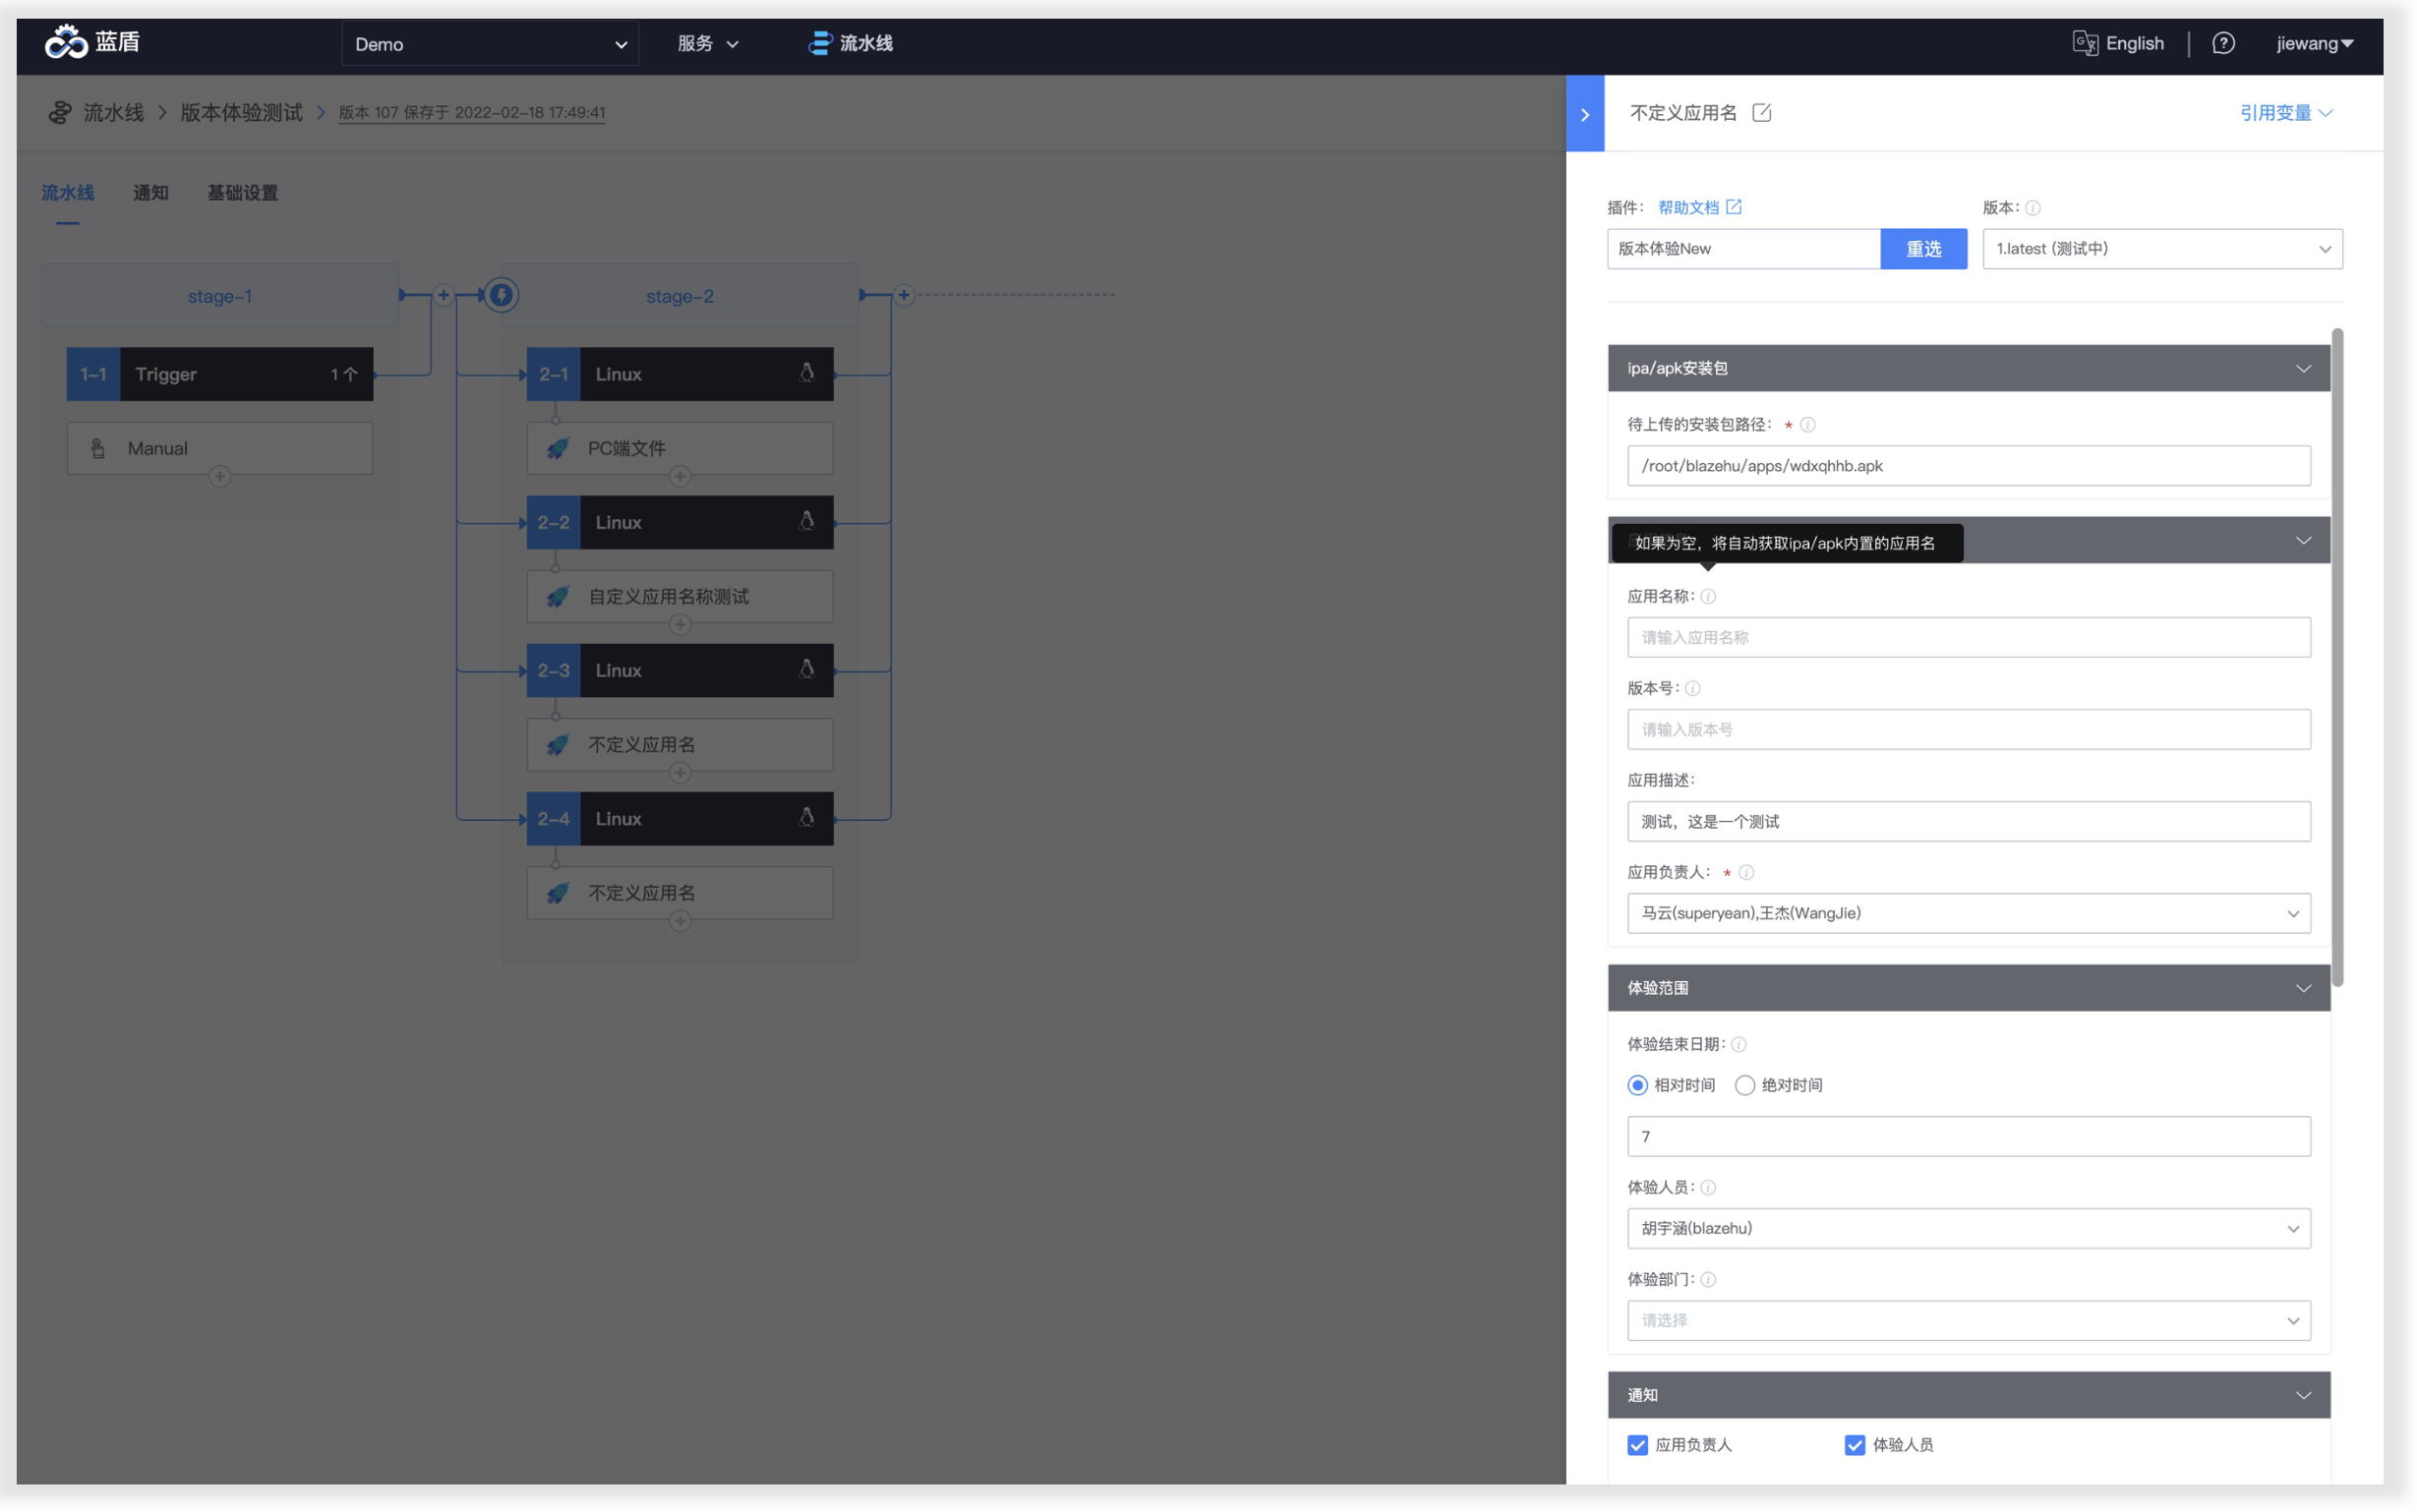 蓝盾
Demo
服务
流水线
English
jiewang
流水线 > 版本体验测试 > 版本 107 保存于 2022-02-18 17:49:41
流水线 通知 基础设置
stage-1
1-1 Trigger 1个
Manual
stage-2
2-1 Linux
PC端文件
2-2 Linux
自定义应用名称测试
2-3 Linux
不定义应用名
2-4 Linux
不定义应用名
不定义应用名
引用变量
插件: 帮助文档
版本:
版本体验New 重选
1.latest (测试中)
ipa/apk安装包
待上传的安装包路径: *
/root/blazehu/apps/wdxqhhb.apk
如果为空，将自动获取ipa/apk内置的应用名
应用名称:
请输入应用名称
版本号:
请输入版本号
应用描述:
测试，这是一个测试
应用负责人: *
马云(superyean),王杰(WangJie)
体验范围
体验结束日期:
相对时间 绝对时间
7
体验人员:
胡宇涵(blazehu)
体验部门:
请选择
通知
应用负责人 体验人员